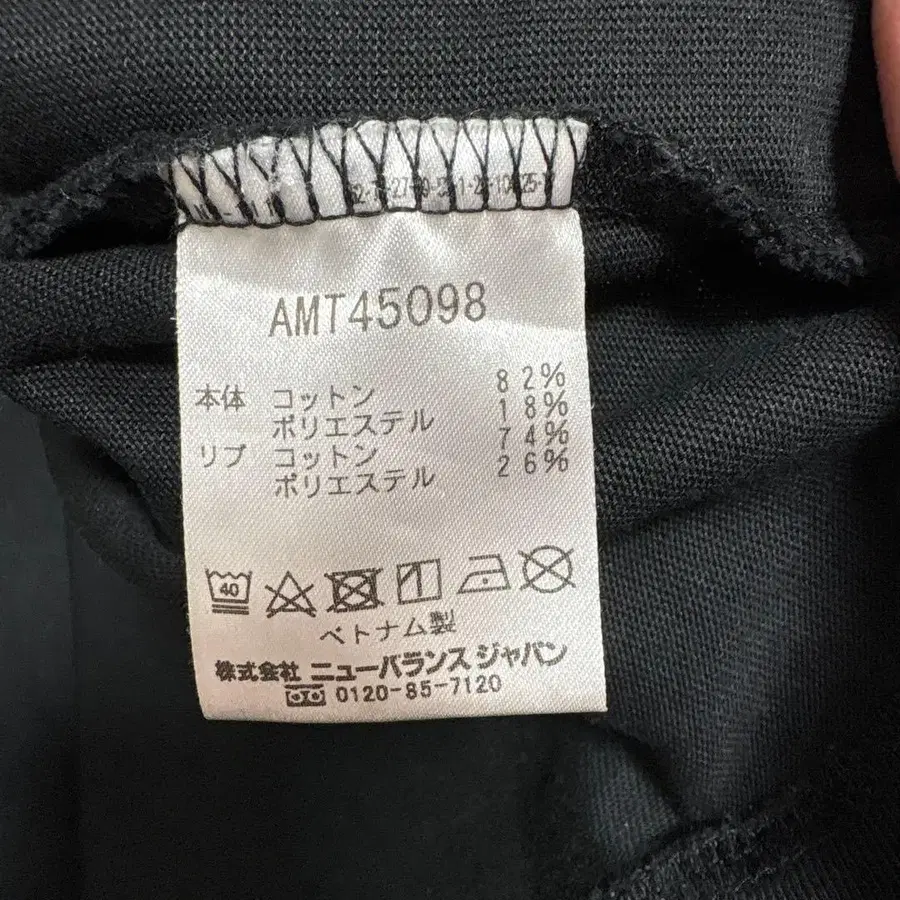 AMT45098
本体 コットン 82%
ポリエステル 18%
リブ コットン 74%
ポリエステル 26%
40
ベトナム製
株式会社 ニューバランス ジャパン
0120-85-7120